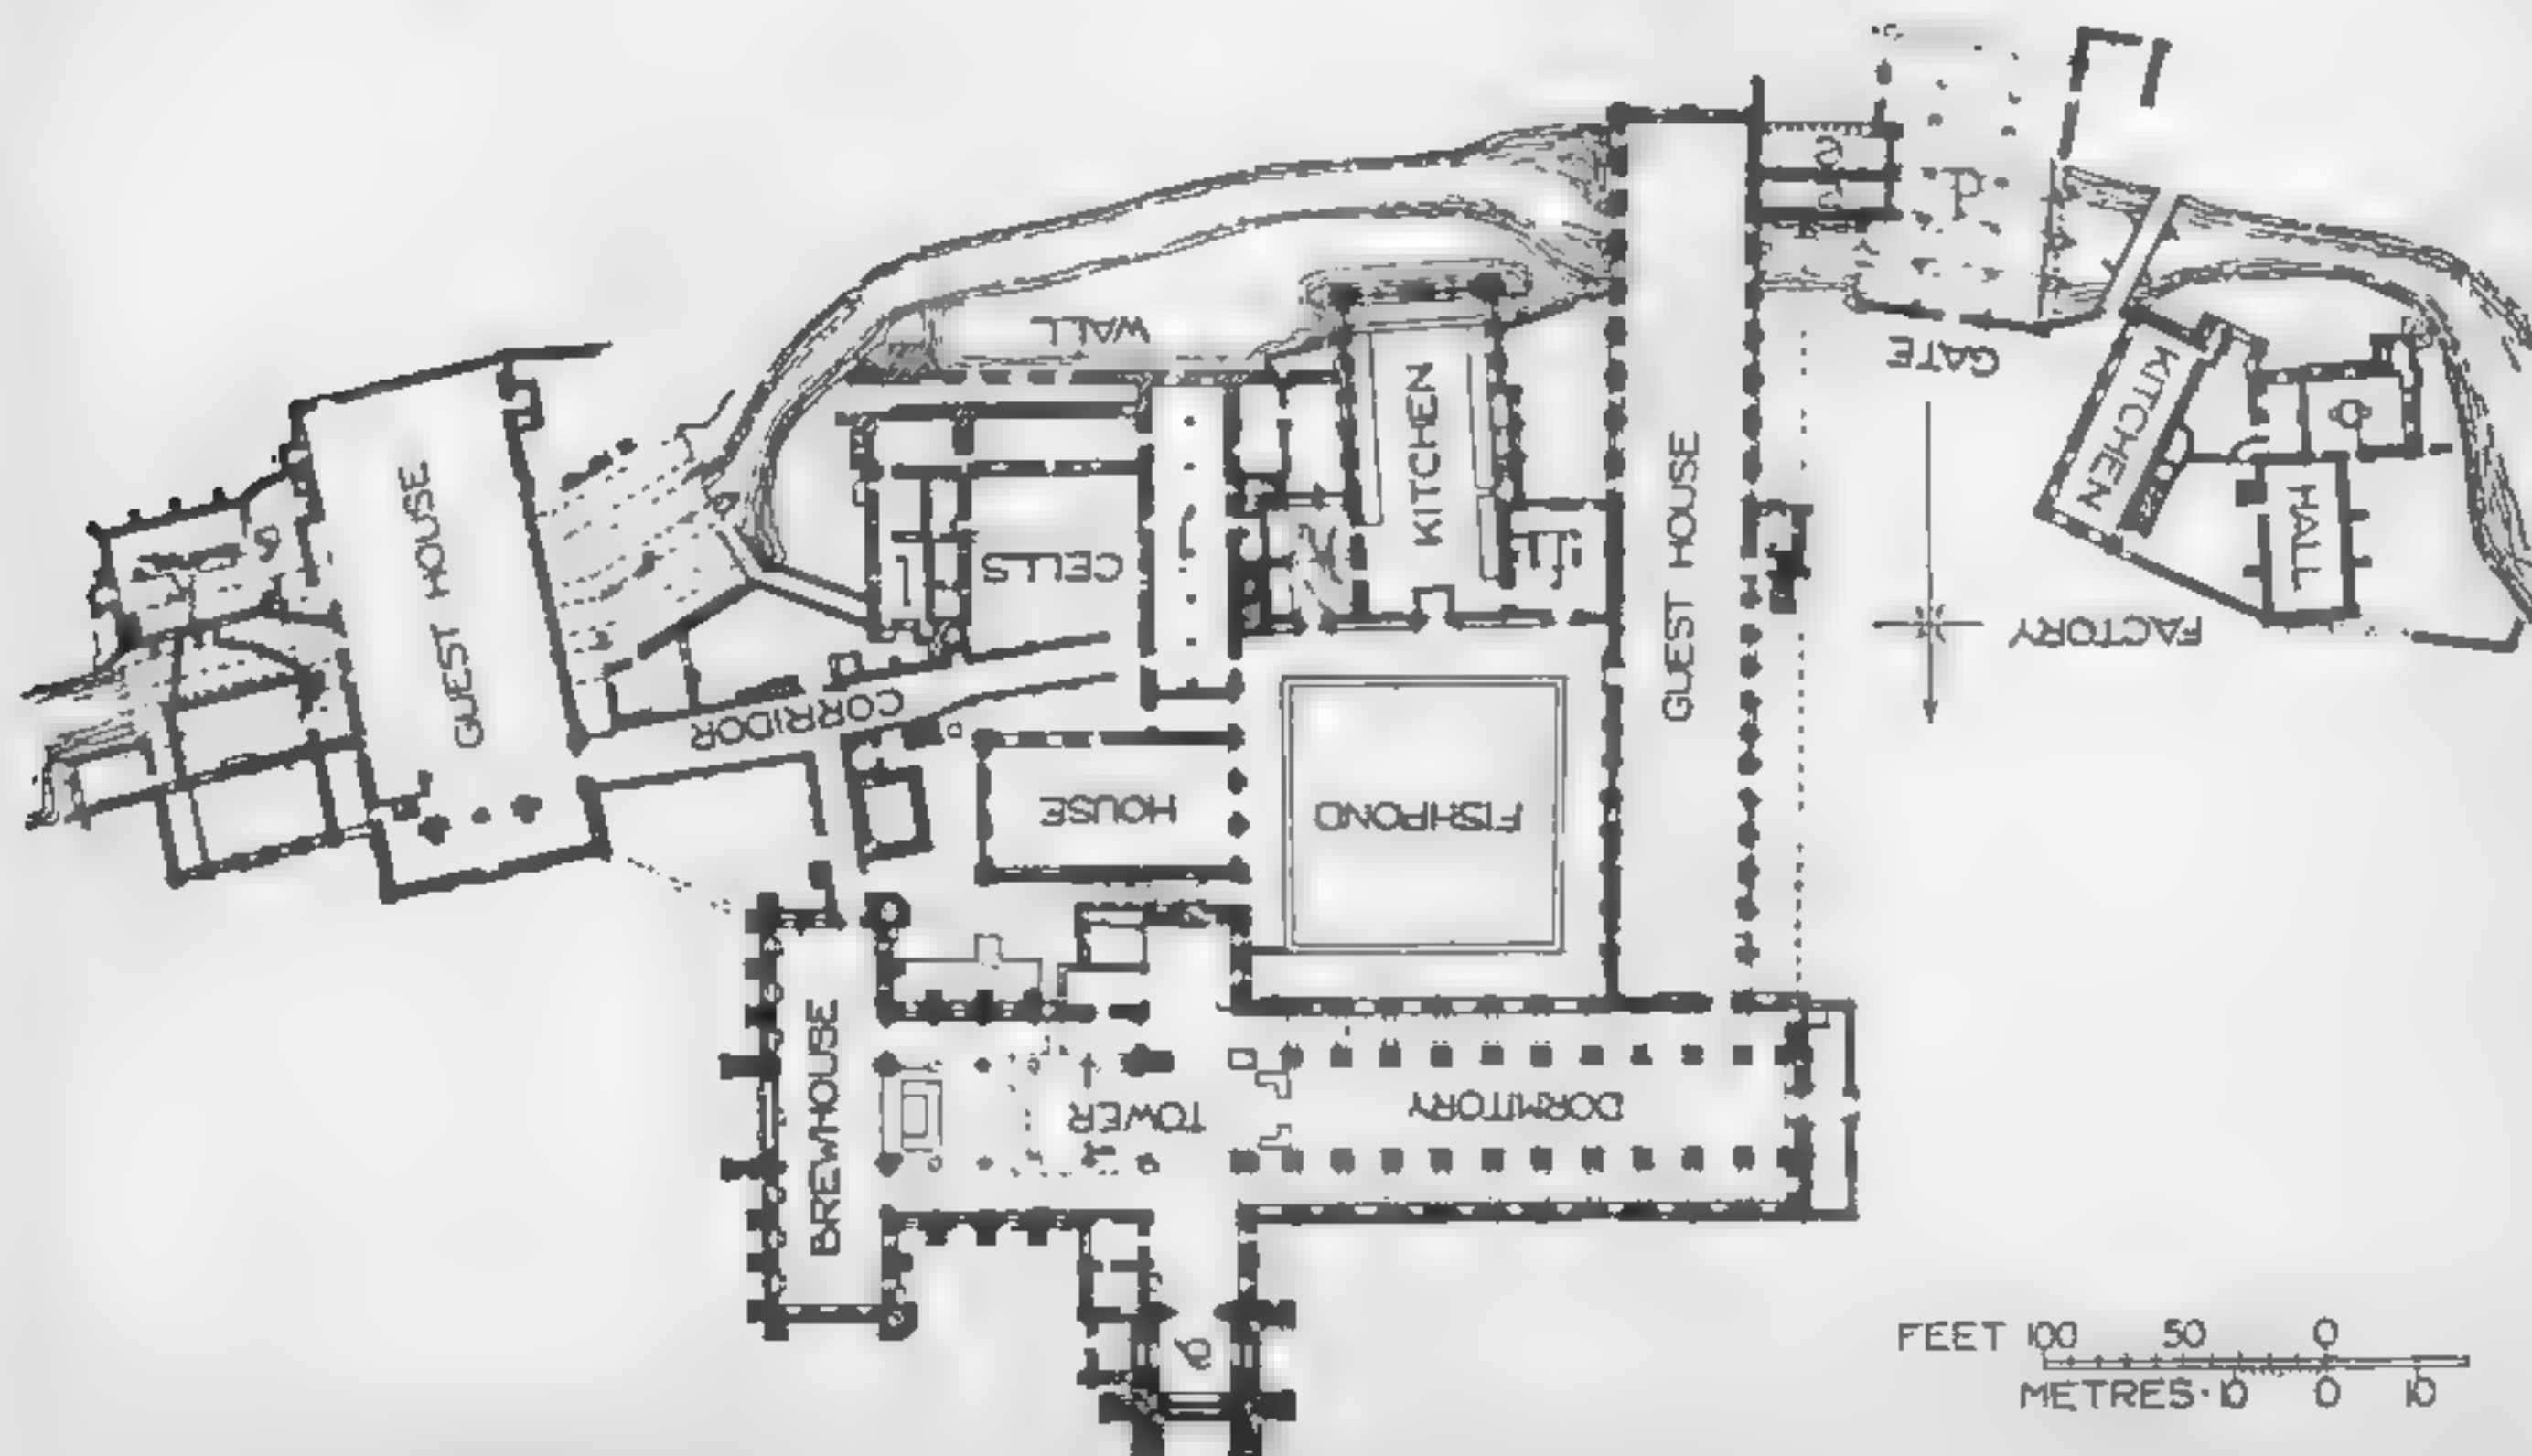 S
P
WALL
GATE
KITCHEN
KITCHEN
GUEST HOUSE
GUEST HOUSE
HALL
CELLS
L
FACTORY
CORRIDOR
HOUSE
FISHPOND
BREWHOUSE
TOWER
DORMITORY
FEET 100 50 0
METRES·10 0 10